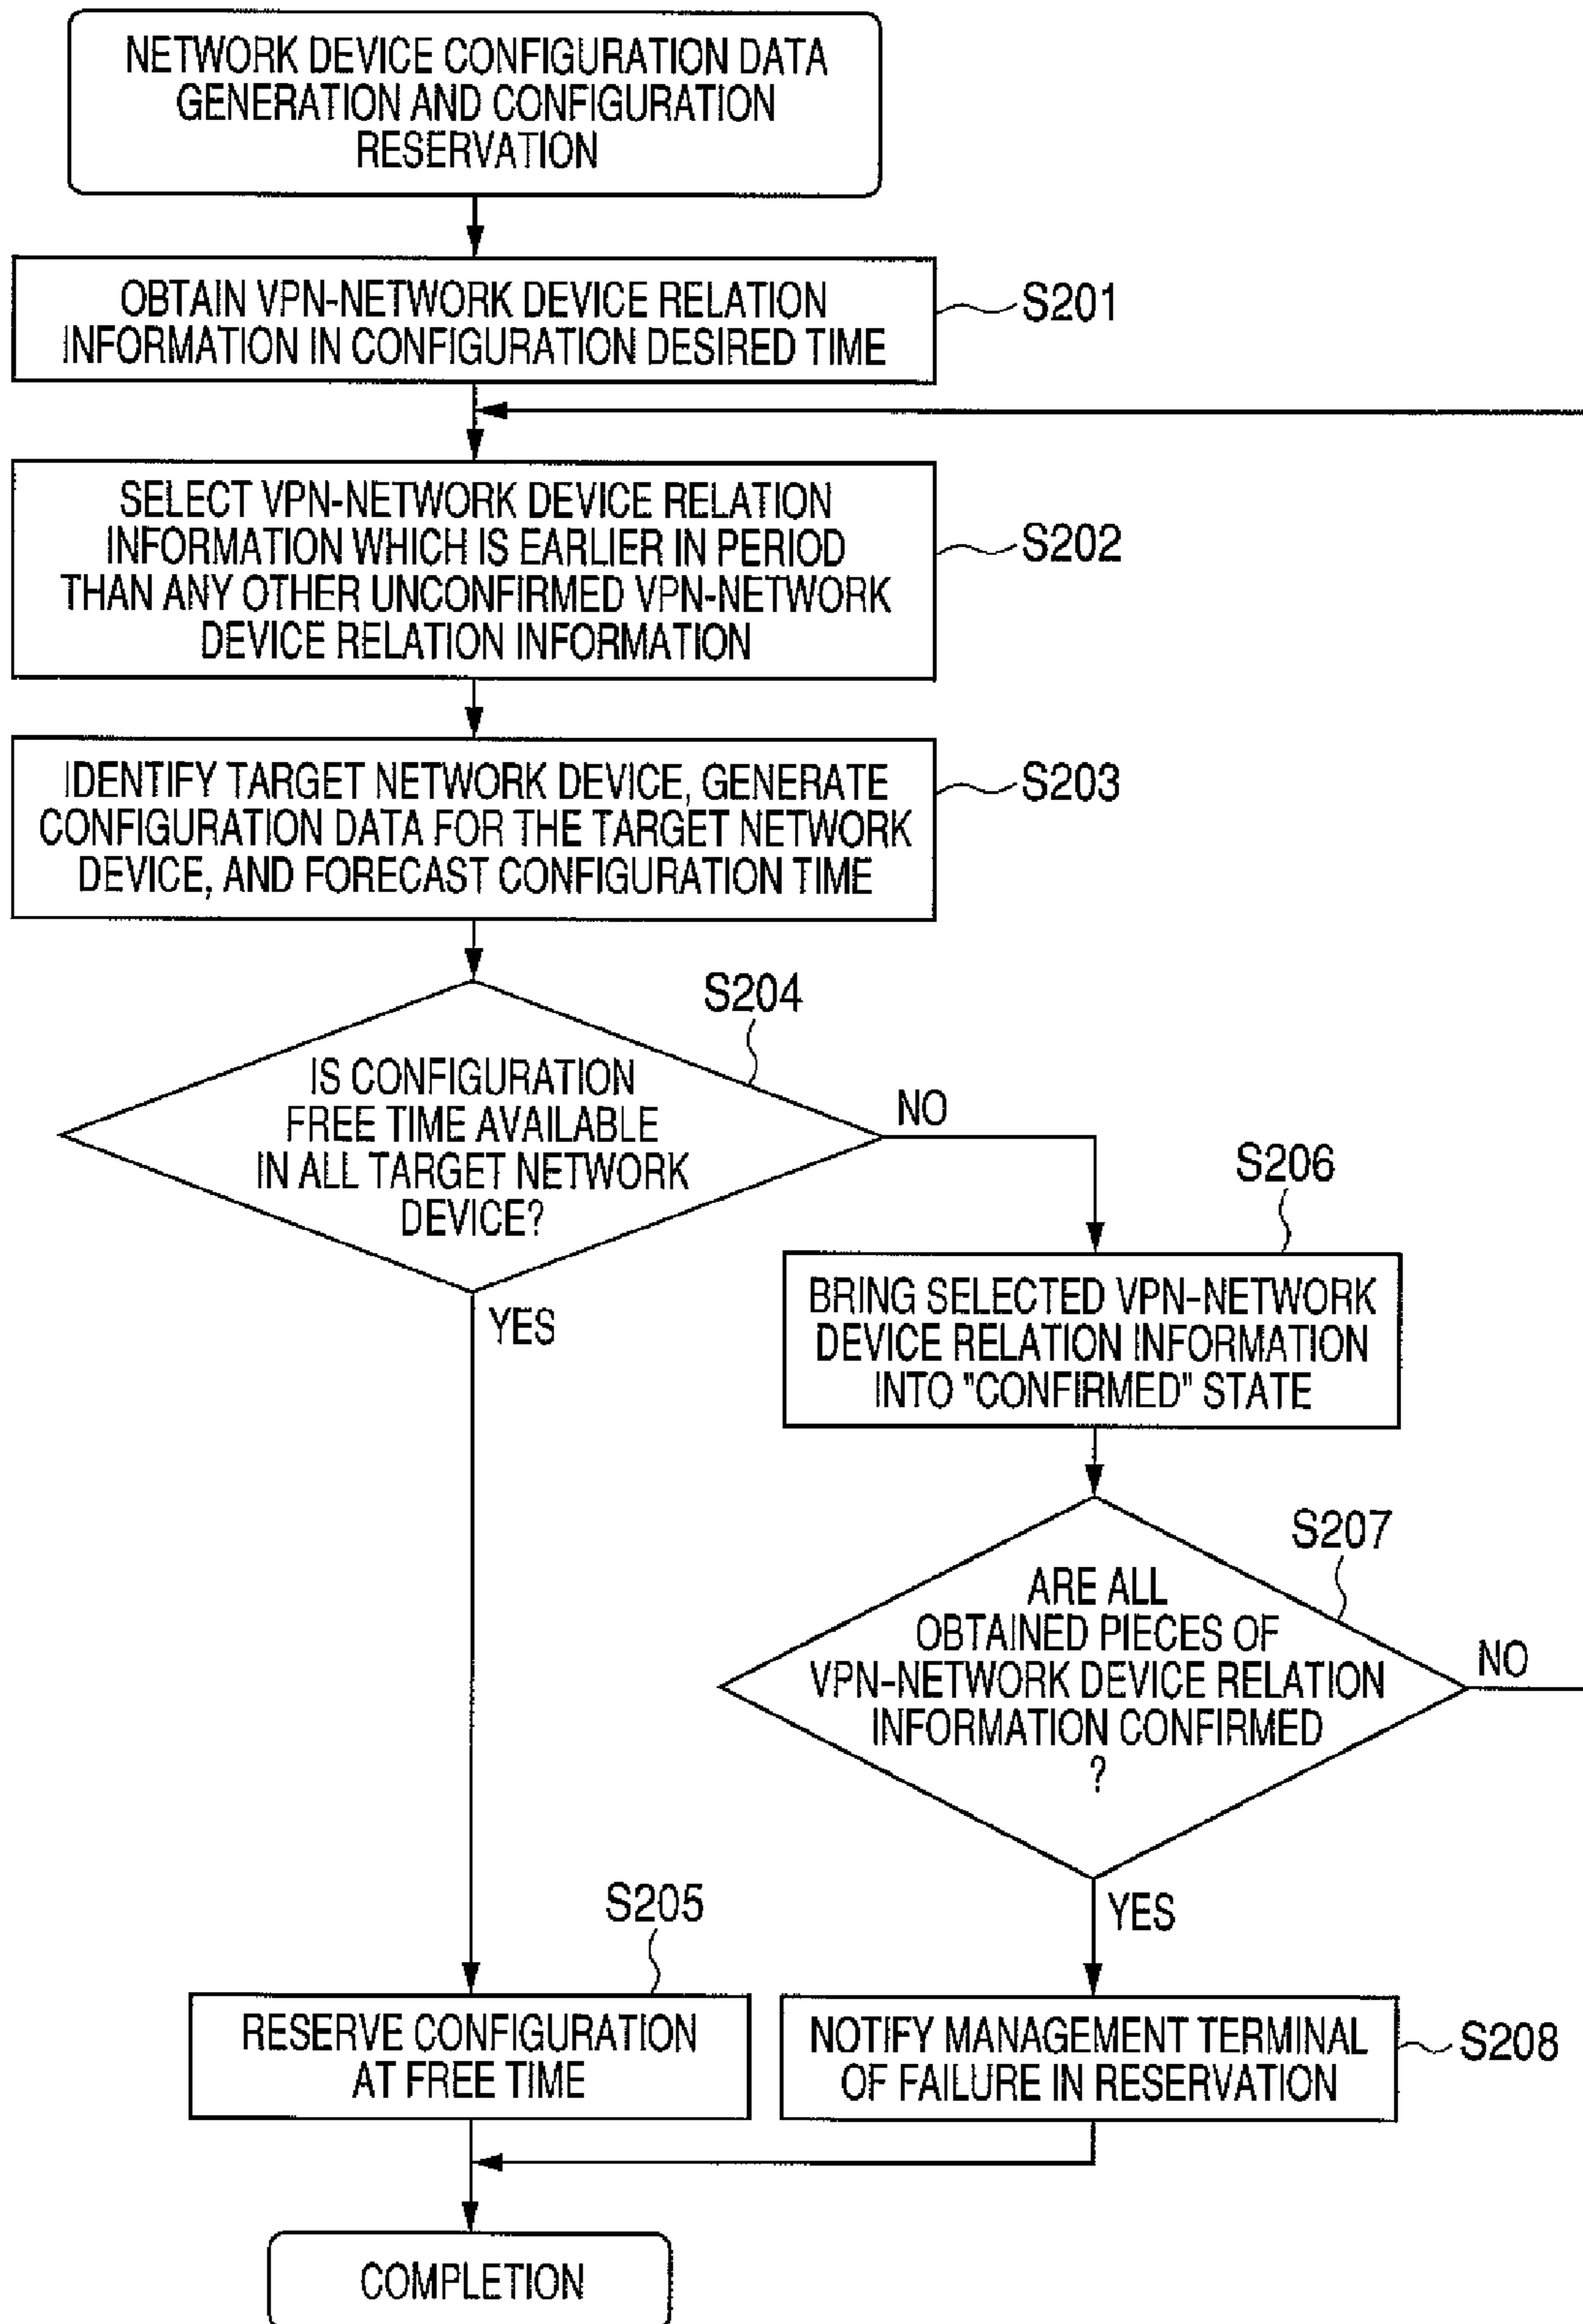 NETWORK DEVICE CONFIGURATION DATA
GENERATION AND CONFIGURATION
RESERVATION
OBTAIN VPN-NETWORK DEVICE RELATION
INFORMATION IN CONFIGURATION DESIRED TIME
S201
SELECT VPN-NETWORK DEVICE RELATION
INFORMATION WHICH IS EARLIER IN PERIOD
THAN ANY OTHER UNCONFIRMED VPN-NETWORK
DEVICE RELATION INFORMATION
S202
IDENTIFY TARGET NETWORK DEVICE, GENERATE
CONFIGURATION DATA FOR THE TARGET NETWORK
DEVICE, AND FORECAST CONFIGURATION TIME
S203
S204
IS CONFIGURATION
FREE TIME AVAILABLE
IN ALL TARGET NETWORK
DEVICE?
NO
YES
S206
BRING SELECTED VPN-NETWORK
DEVICE RELATION INFORMATION
INTO "CONFIRMED" STATE
S207
ARE ALL
OBTAINED PIECES OF
VPN-NETWORK DEVICE RELATION
INFORMATION CONFIRMED
?
NO
YES
S205
RESERVE CONFIGURATION
AT FREE TIME
NOTIFY MANAGEMENT TERMINAL
OF FAILURE IN RESERVATION
S208
COMPLETION